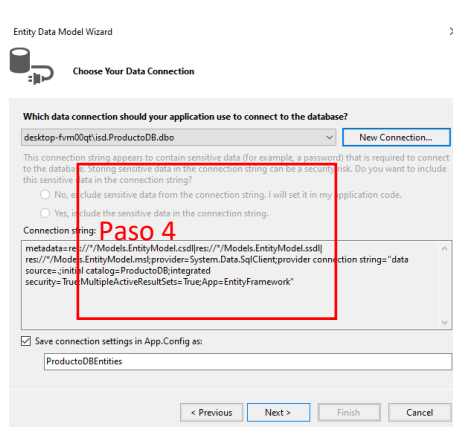 Entity Data Model Wizard
Choose Your Data Connection
Which data connection should your application use to connect to the database?
desktop-fvm00qt\isd.ProductoDB.dbo
New Connection...
This connection string appears to contain sensitive data (for example, a password) that is required to connect
to the database. Storing sensitive data in the connection string can be a security risk. Do you want to include
this sensitive data in the connection string?
No, exclude sensitive data from the connection string. I will set it in my application code.
Yes, include the sensitive data in the connection string.
Connection string:
Paso 4
metadata=res://*/Models.EntityModel.csdl|res://*/Models.EntityModel.ssdl|
res://*/Models.EntityModel.msl;provider=System.Data.SqlClient;provider connection string="data
source=.;initial catalog=ProductoDB;integrated
security=True;MultipleActiveResultSets=True;App=EntityFramework"
Save connection settings in App.Config as:
ProductoDBEntities
< Previous
Next >
Finish
Cancel